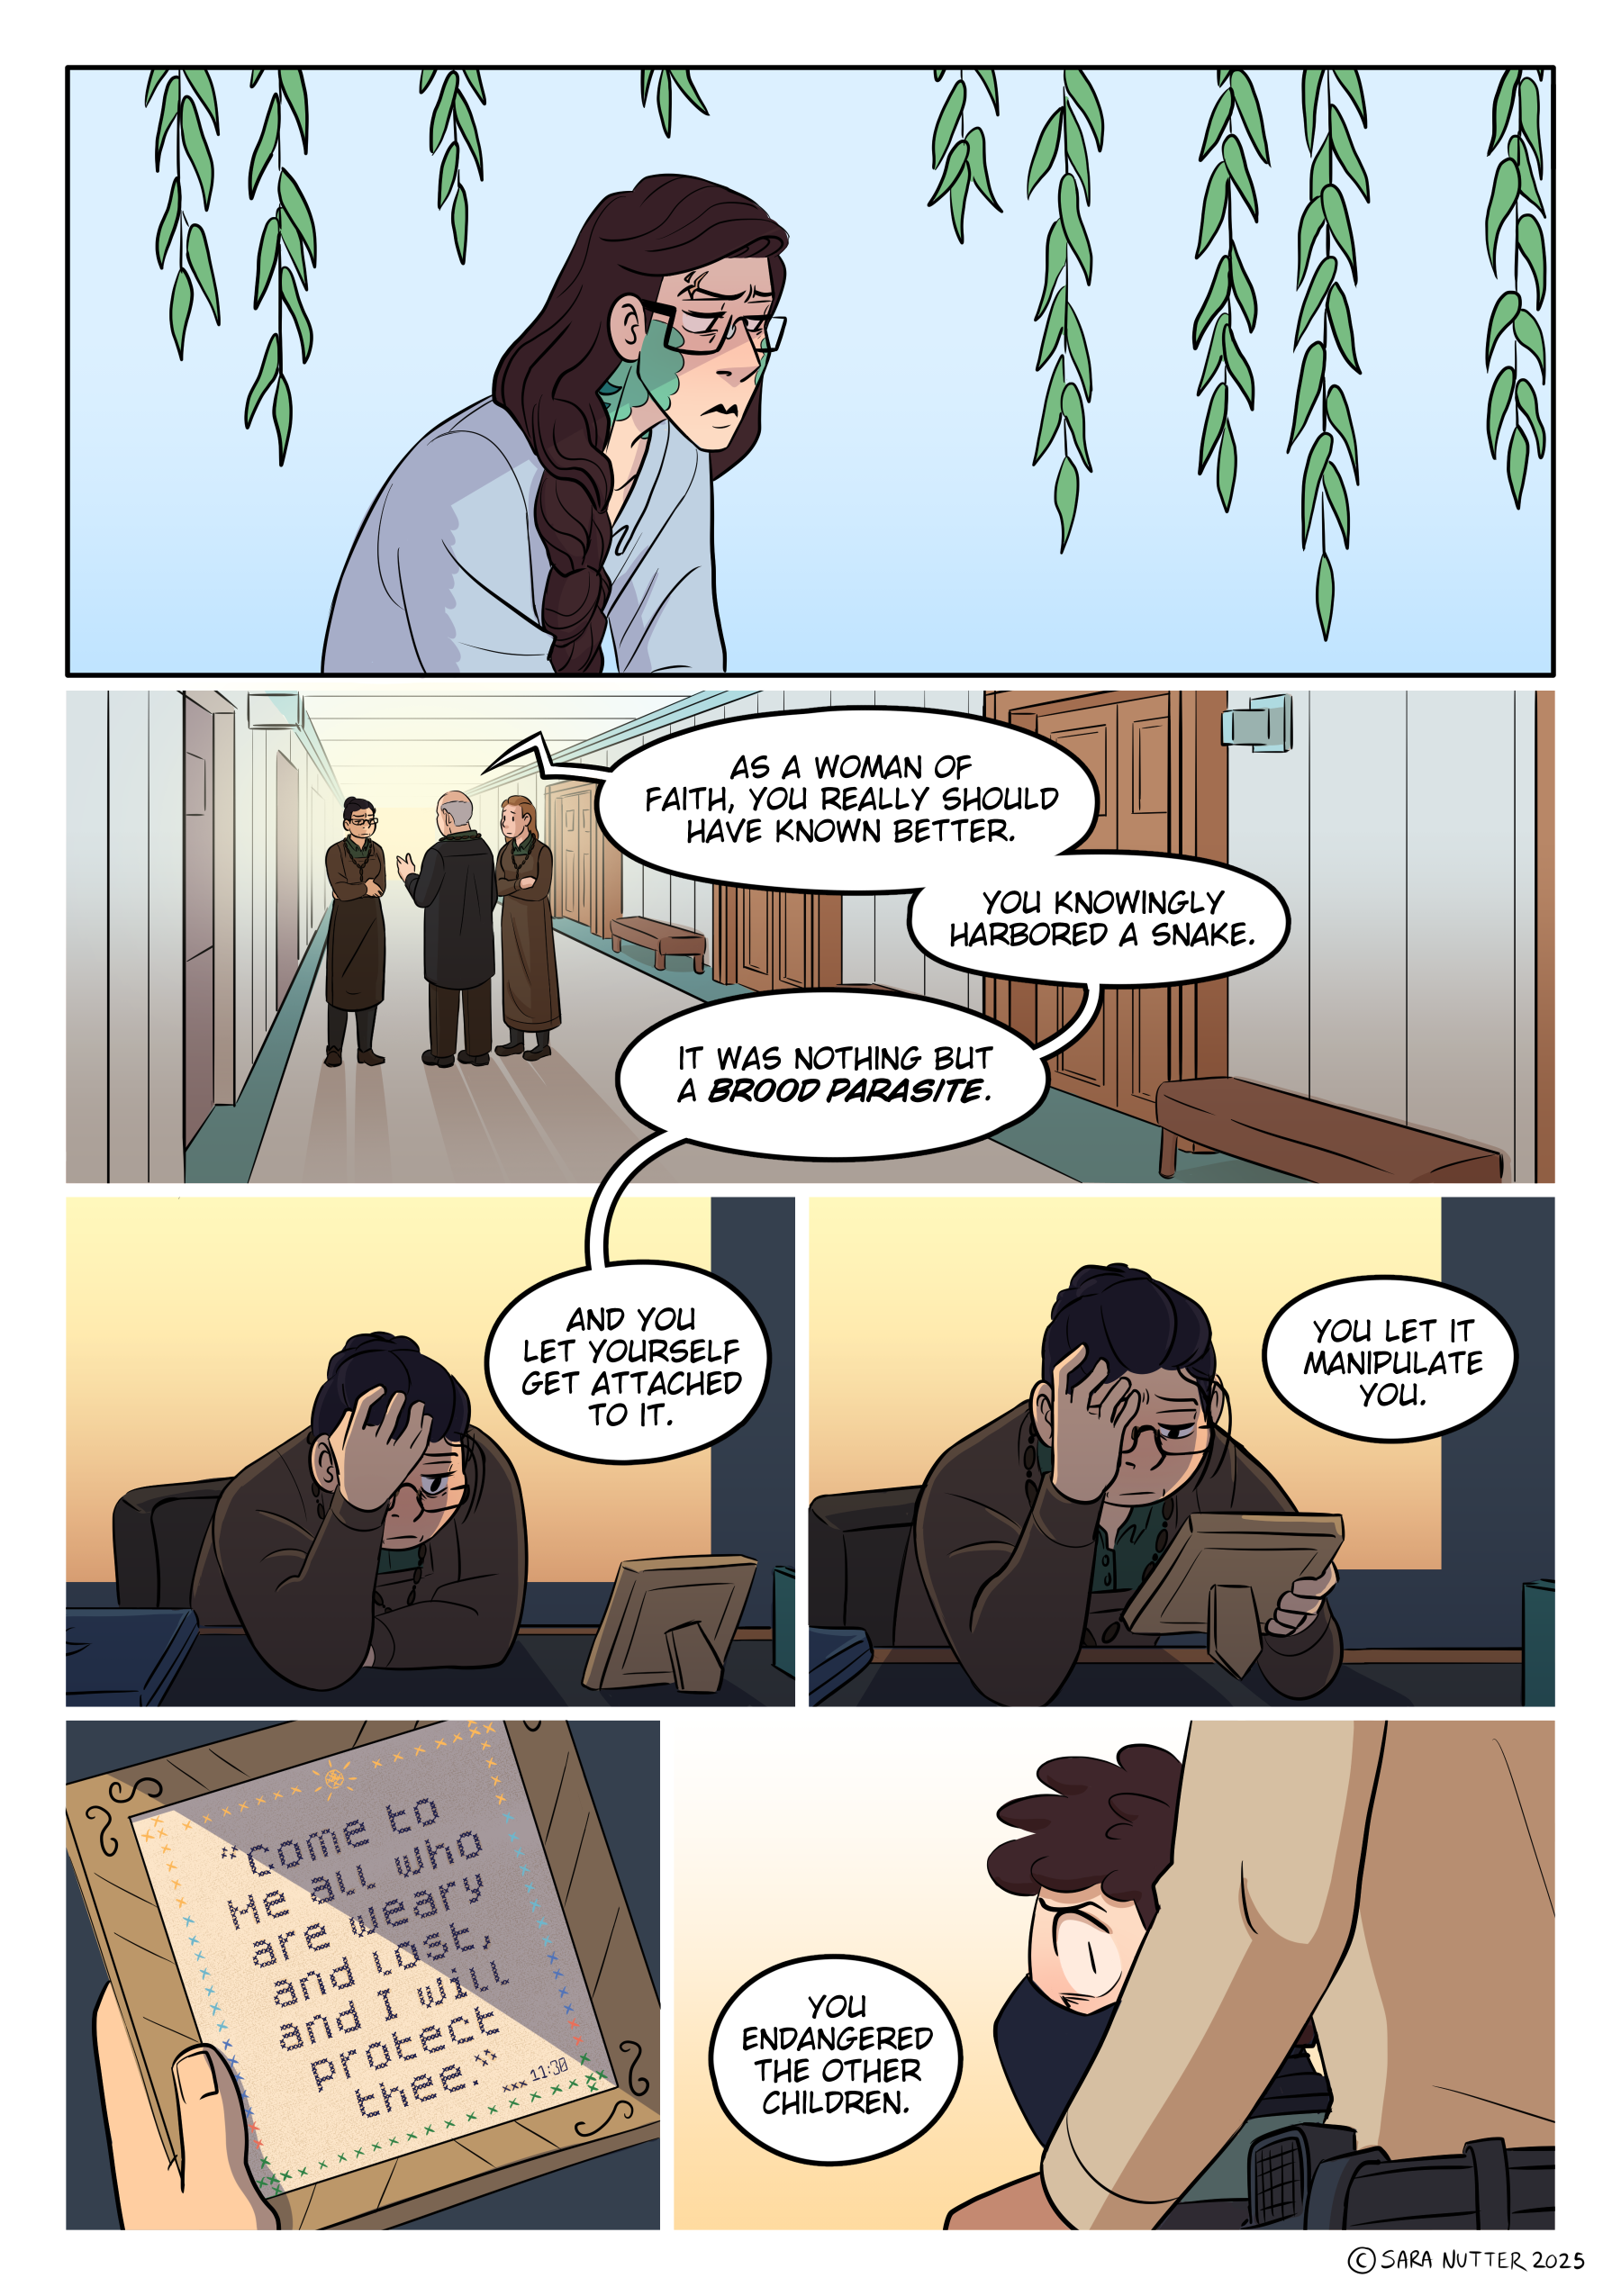 AS A WOMAN OF
FAITH, YOU REALLY SHOULD
HAVE KNOWN BETTER.
YOU KNOWINGLY
HARBORED A SNAKE.
IT WAS NOTHING BUT
A BROOD PARASITE.
AND YOU
LET YOURSELF
GET ATTACHED
TO IT.
YOU LET IT
MANIPULATE
YOU.
"Come to
Me all who
are weary
and lost,
and I will
protect
thee."
xxx 11:30
YOU
ENDANGERED
THE OTHER
CHILDREN.
© SARA NUTTER 2025